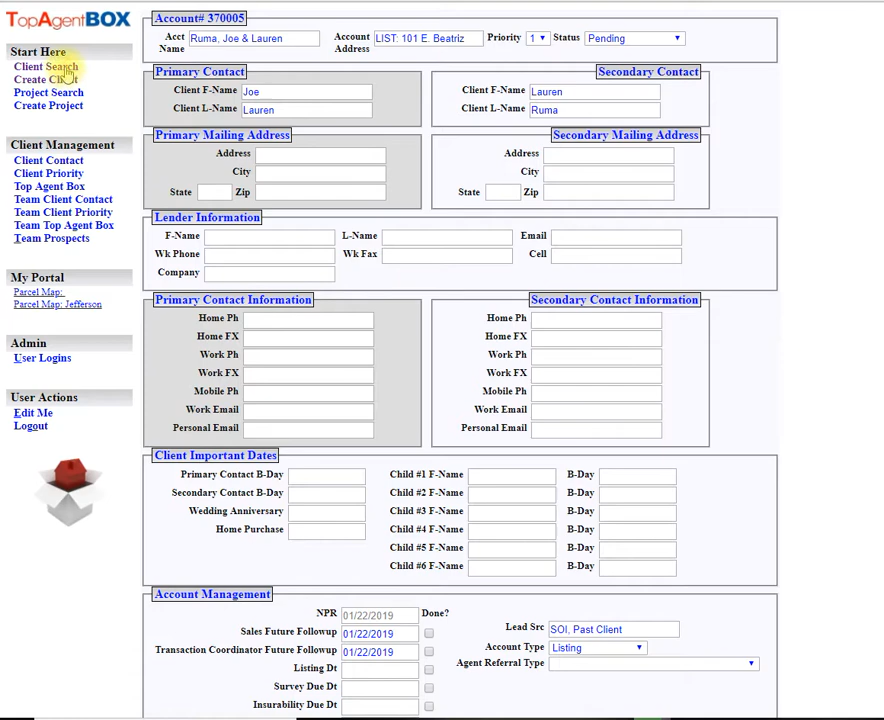 TopAgentBOX
Start Here
Client Search
Create Client
Project Search
Create Project
Client Management
Client Contact
Client Priority
Top Agent Box
Team Client Contact
Team Client Priority
Team Top Agent Box
Team Prospects
My Portal
Parcel Map:
Parcel Map: Jefferson
Admin
User Logins
User Actions
Edit Me
Logout
Account# 370005
Acct Name Ruma, Joe & Lauren Account Address LIST: 101 E. Beatriz Priority 1 Status Pending
Primary Contact
Client F-Name Joe
Client L-Name Lauren
Secondary Contact
Client F-Name Lauren
Client L-Name Ruma
Primary Mailing Address
Address
City
State Zip
Secondary Mailing Address
Address
City
State Zip
Lender Information
F-Name L-Name Email
Wk Phone Wk Fax Cell
Company
Primary Contact Information
Home Ph
Home FX
Work Ph
Work FX
Mobile Ph
Work Email
Personal Email
Secondary Contact Information
Home Ph
Home FX
Work Ph
Work FX
Mobile Ph
Work Email
Personal Email
Client Important Dates
Primary Contact B-Day Child #1 F-Name B-Day
Secondary Contact B-Day Child #2 F-Name B-Day
Wedding Anniversary Child #3 F-Name B-Day
Home Purchase Child #4 F-Name B-Day
Child #5 F-Name B-Day
Child #6 F-Name B-Day
Account Management
NPR 01/22/2019 Done?
Sales Future Followup 01/22/2019
Transaction Coordinator Future Followup 01/22/2019
Listing Dt
Survey Due Dt
Insurability Due Dt
Lead Src SOI, Past Client
Account Type Listing
Agent Referral Type